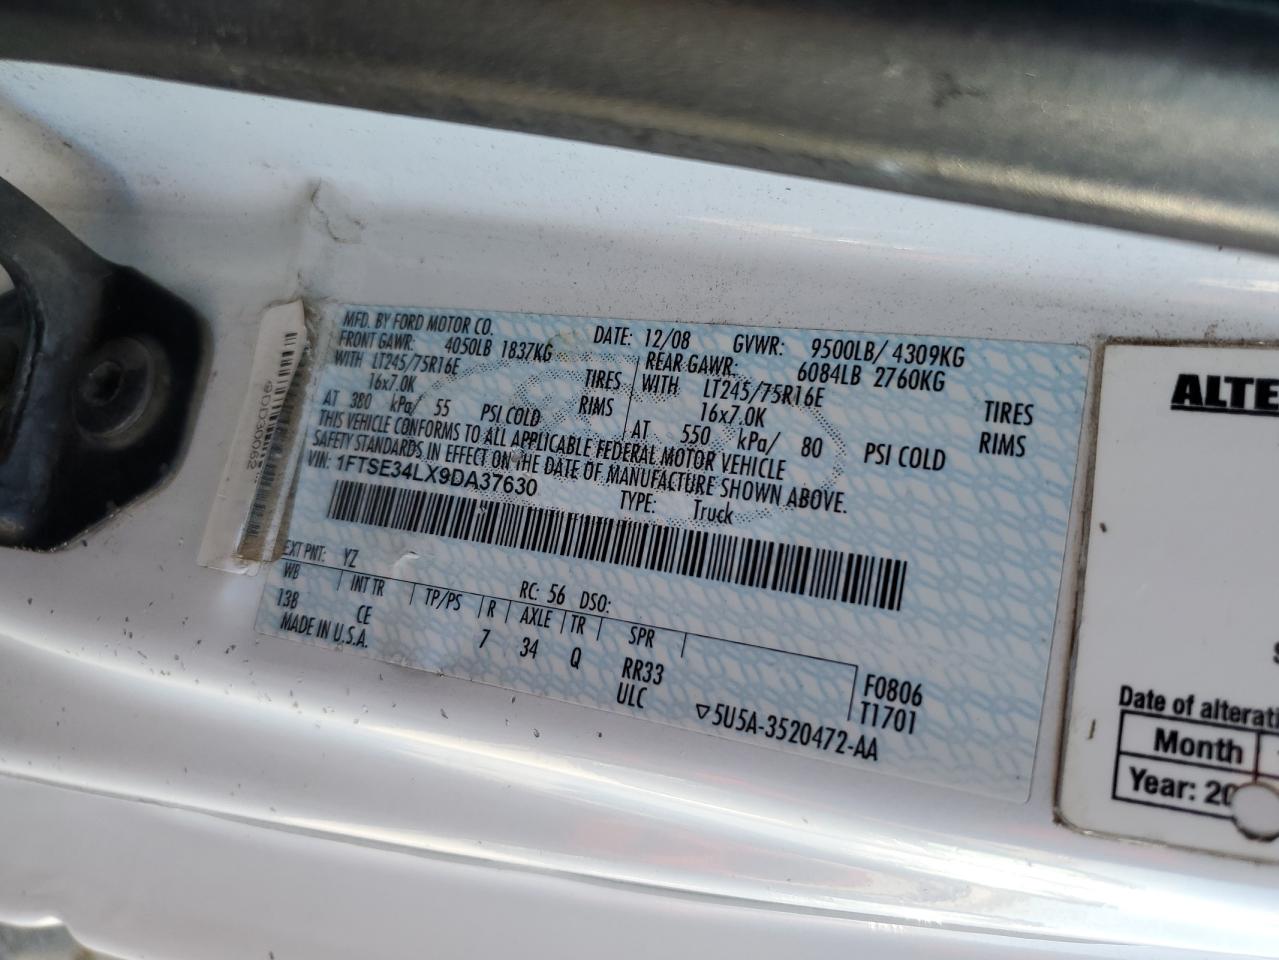 MFD. BY FORD MOTOR CO. DATE: 12/08 GVWR: 9500LB/ 4309KG
FRONT GAWR: 4050LB 1837KG REAR GAWR: 6084LB 2760KG
WITH LT245/75R16E TIRES WITH LT245/75R16E TIRES
16x7.0K RIMS 16x7.0K RIMS
AT 380 kPa/ 55 PSI COLD AT 550 kPa/ 80 PSI COLD
THIS VEHICLE CONFORMS TO ALL APPLICABLE FEDERAL MOTOR VEHICLE
SAFETY STANDARDS IN EFFECT ON THE DATE OF MANUFACTURE SHOWN ABOVE.
VIN: 1FTSE34LX9DA37630 TYPE: Truck
EXT PNT: YZ RC: 56 DSO:
WB INT TR TP/PS R AXLE TR SPR
138 CE 7 34 Q RR33 F0806
MADE IN U.S.A. ULC T1701
▽5U5A-3520472-AA
ALTE
Date of alterati
Month
Year: 20